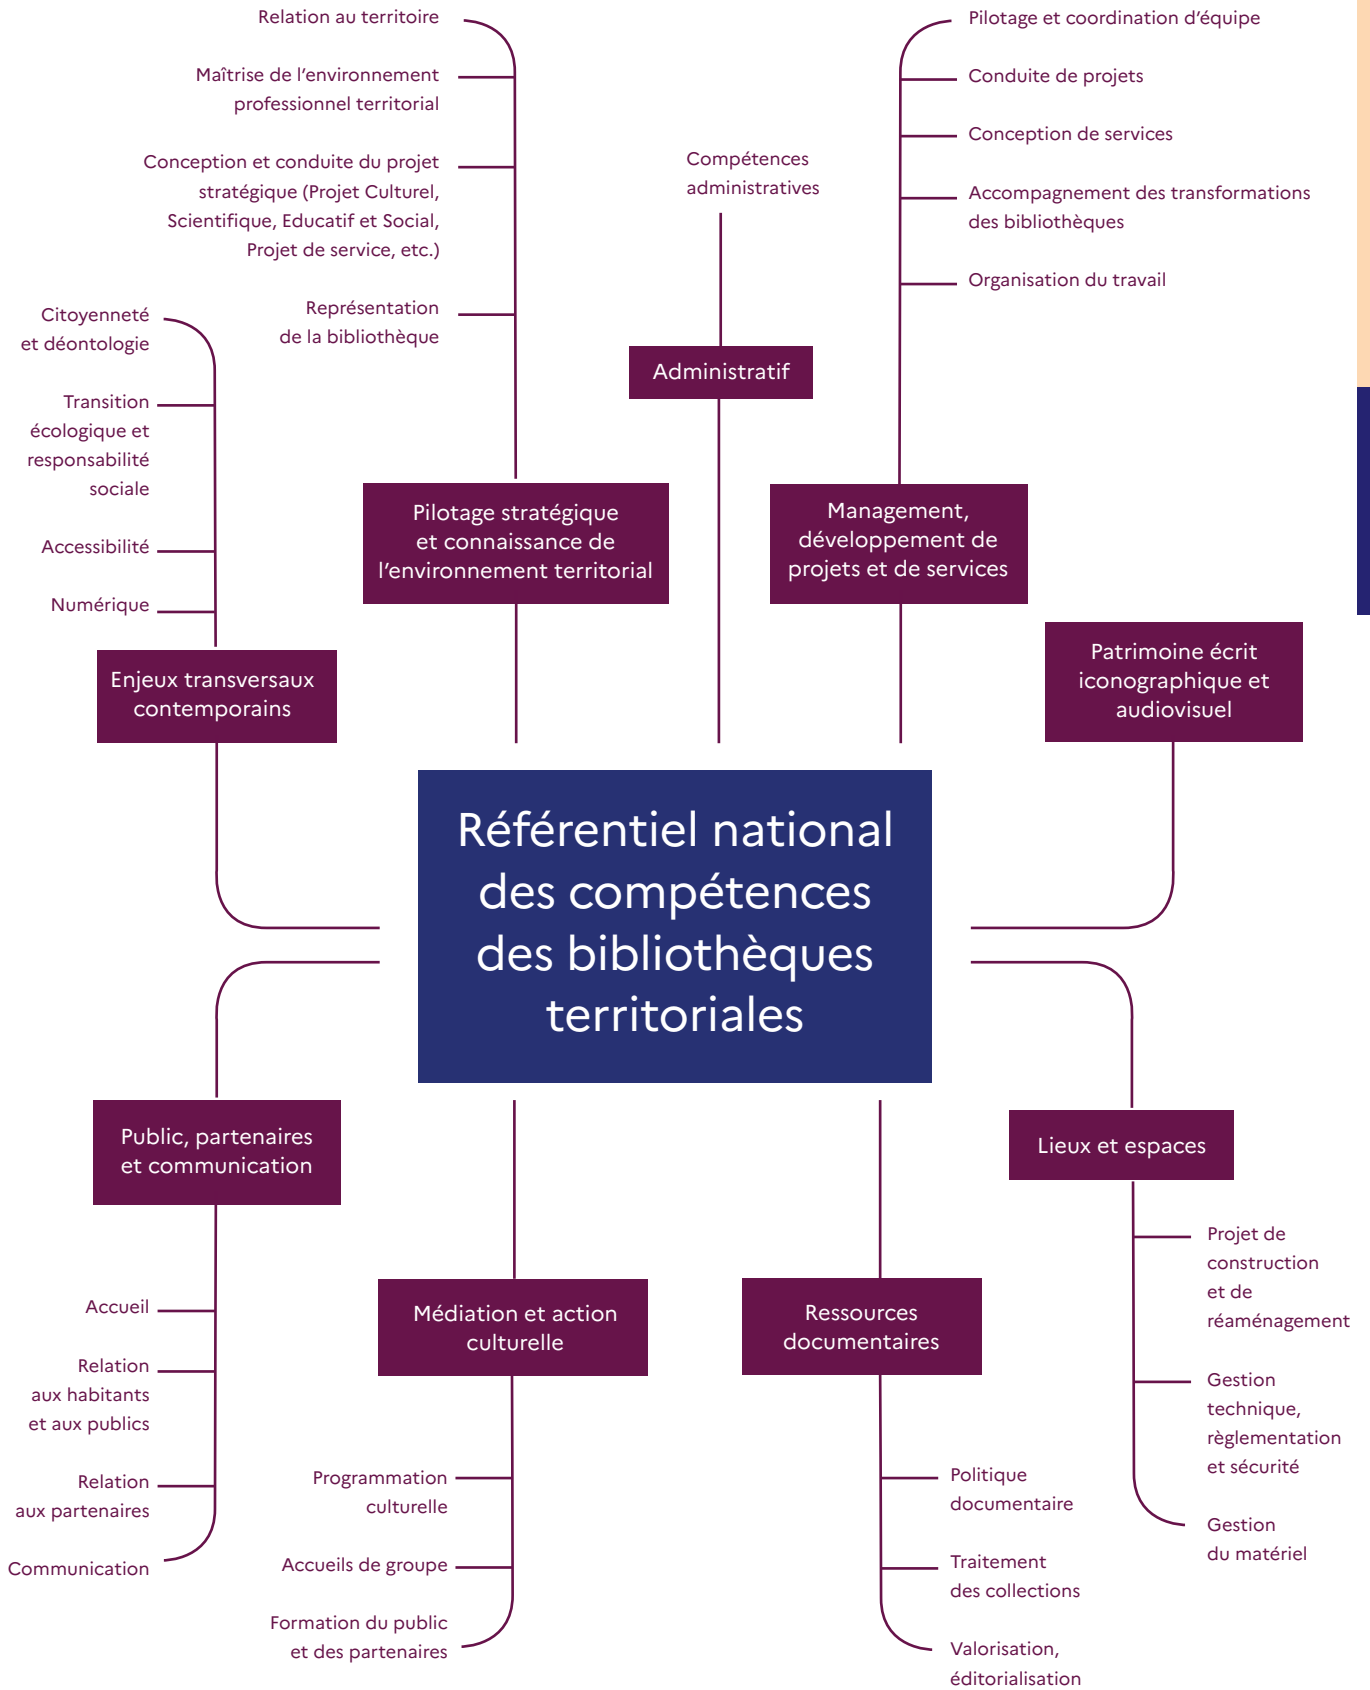 Relation au territoire
Maîtrise de l'environnement
professionnel territorial
Conception et conduite du projet
stratégique (Projet Culturel,
Scientifique, Educatif et Social,
Projet de service, etc.)
Représentation
de la bibliothèque
Pilotage stratégique
et connaissance de
l'environnement territorial
Compétences
administratives
Administratif
Pilotage et coordination d'équipe
Conduite de projets
Conception de services
Accompagnement des transformations
des bibliothèques
Organisation du travail
Management,
développement de
projets et de services
Citoyenneté
et déontologie
Transition
écologique et
responsabilité
sociale
Accessibilité
Numérique
Enjeux transversaux
contemporains
Patrimoine écrit
iconographique et
audiovisuel
Référentiel national
des compétences
des bibliothèques
territoriales
Public, partenaires
et communication
Accueil
Relation
aux habitants
et aux publics
Relation
aux partenaires
Communication
Médiation et action
culturelle
Programmation
culturelle
Accueils de groupe
Formation du public
et des partenaires
Ressources
documentaires
Politique
documentaire
Traitement
des collections
Valorisation,
éditorialisation
Lieux et espaces
Projet de
construction
et de
réaménagement
Gestion
technique,
règlementation
et sécurité
Gestion
du matériel